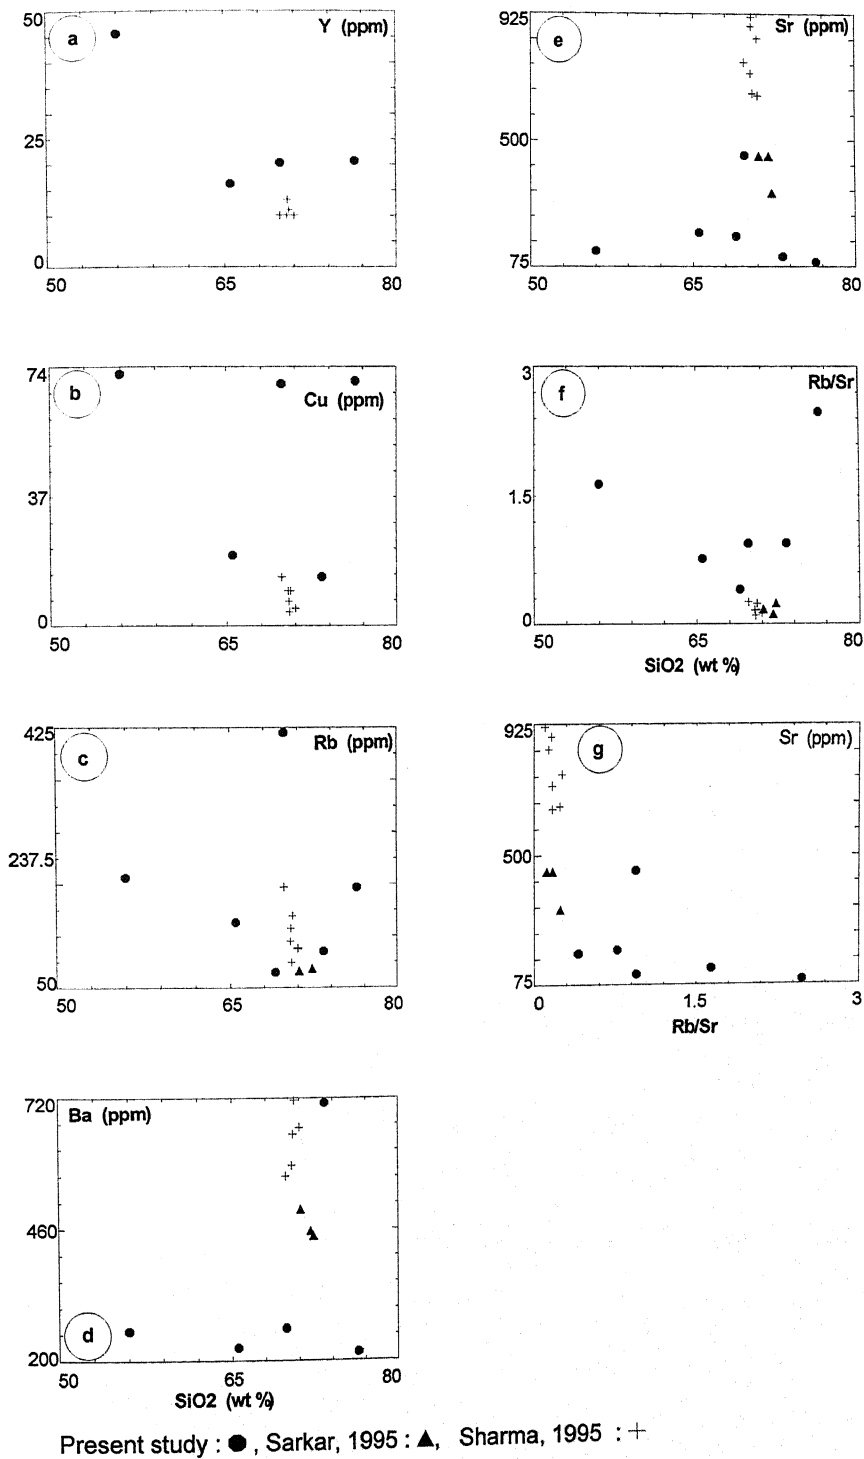 50
a
Y (ppm)
25
0
50 65 80
925
e
Sr (ppm)
500
75
50 65 80
74
b
Cu (ppm)
37
0
50 65 80
3
f
Rb/Sr
1.5
0
50 65 80
SiO2 (wt %)
425
c
Rb (ppm)
237.5
50
50 65 80
925
g
Sr (ppm)
500
75
0 1.5 3
Rb/Sr
720
Ba (ppm)
460
d
200
50 65 80
SiO2 (wt %)
Present study : ● , Sarkar, 1995 : ▲, Sharma, 1995 : +